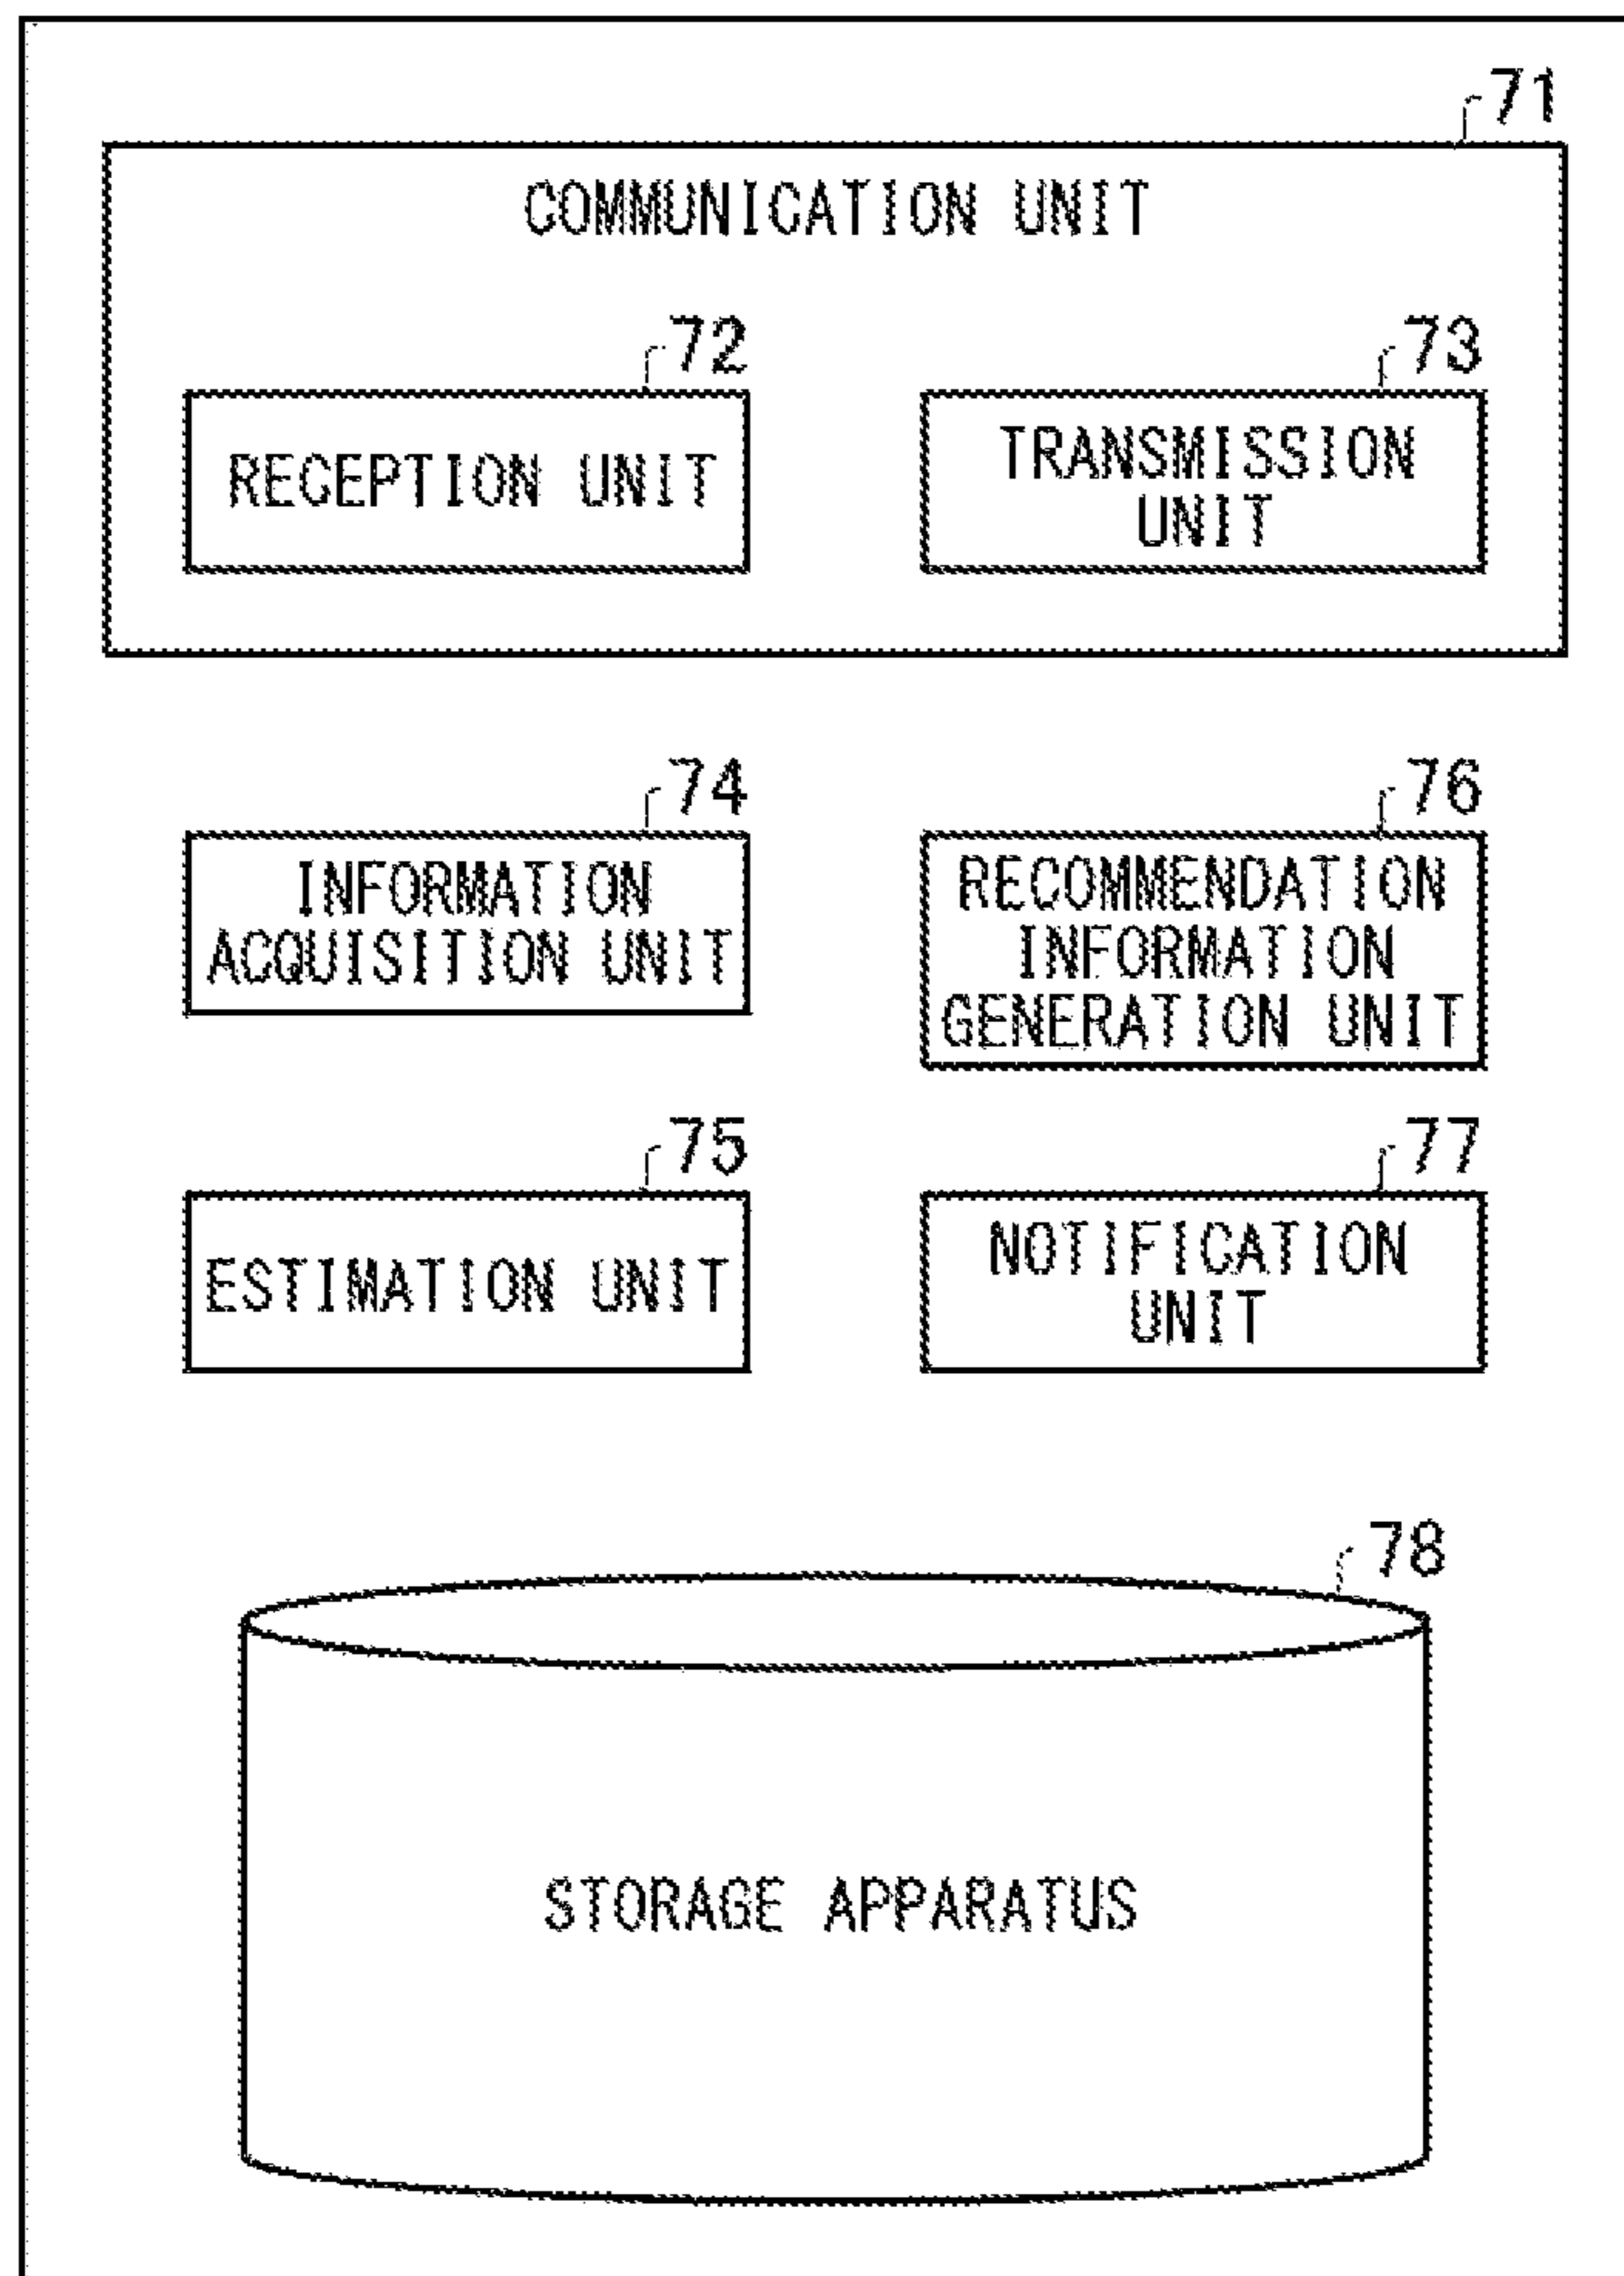 71
COMMUNICATION UNIT
72
73
RECEPTION UNIT
TRANSMISSION
UNIT
74
76
INFORMATION
ACQUISITION UNIT
RECOMMENDATION
INFORMATION
GENERATION UNIT
75
77
ESTIMATION UNIT
NOTIFICATION
UNIT
78
STORAGE APPARATUS